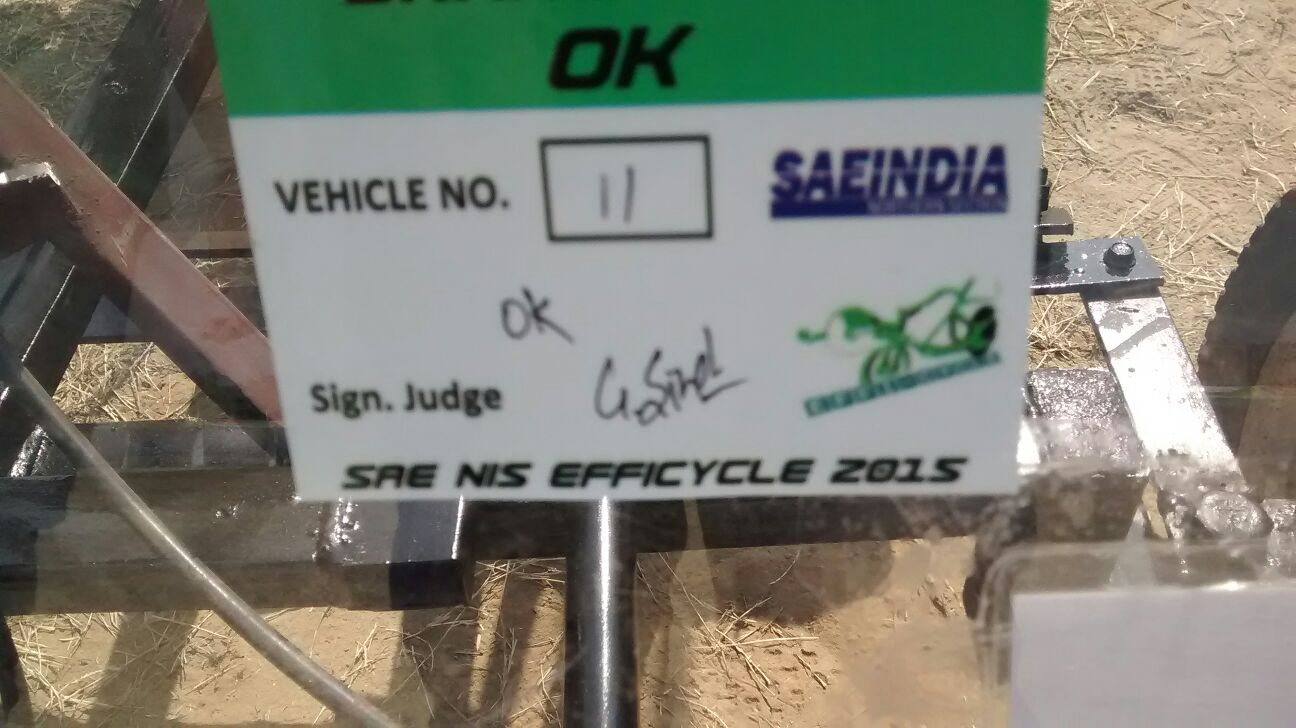 OK
VEHICLE NO. 11
SAEINDIA
OK
Sign. Judge
SAE NIS EFFICYCLE 2015